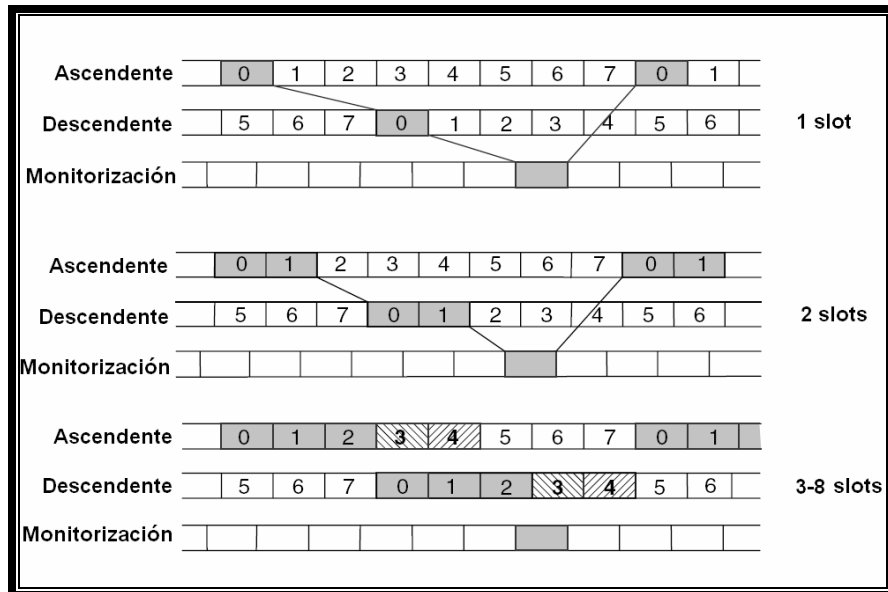 Ascendente 0 1 2 3 4 5 6 7 0 1
Descendente 5 6 7 0 1 2 3 4 5 6 1 slot
Monitorización
Ascendente 0 1 2 3 4 5 6 7 0 1
Descendente 5 6 7 0 1 2 3 4 5 6 2 slots
Monitorización
Ascendente 0 1 2 3 4 5 6 7 0 1
Descendente 5 6 7 0 1 2 3 4 5 6 3-8 slots
Monitorización